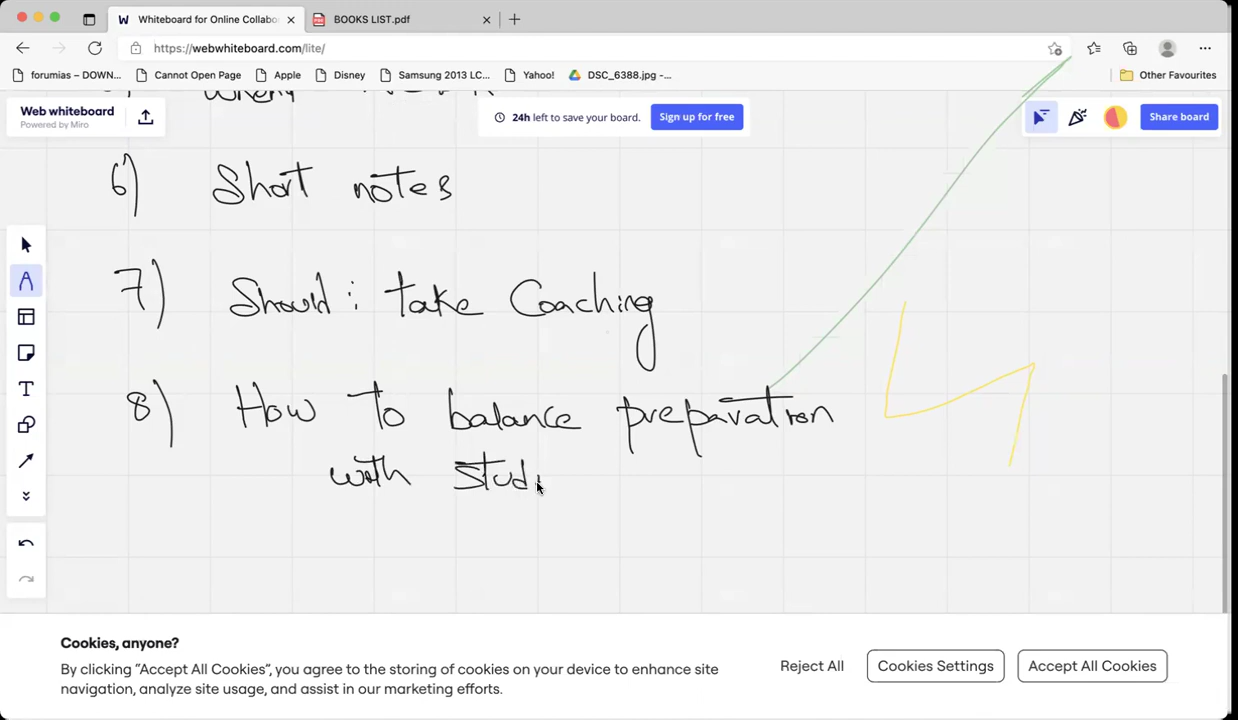 Whiteboard for Online Collabo
BOOKS LIST.pdf
https://webwhiteboard.com/lite/
forumias – DOWN...
Cannot Open Page
Apple
Disney
Samsung 2013 LC...
Yahoo!
DSC_6388.jpg -...
Other Favourites
Web whiteboard
Powered by Miro
24h left to save your board.
Sign up for free
Share board
6) Short notes
7) Should i take Coaching
8) How to balance preparation
with Stud
Cookies, anyone?
By clicking “Accept All Cookies”, you agree to the storing of cookies on your device to enhance site
navigation, analyze site usage, and assist in our marketing efforts.
Reject All
Cookies Settings
Accept All Cookies